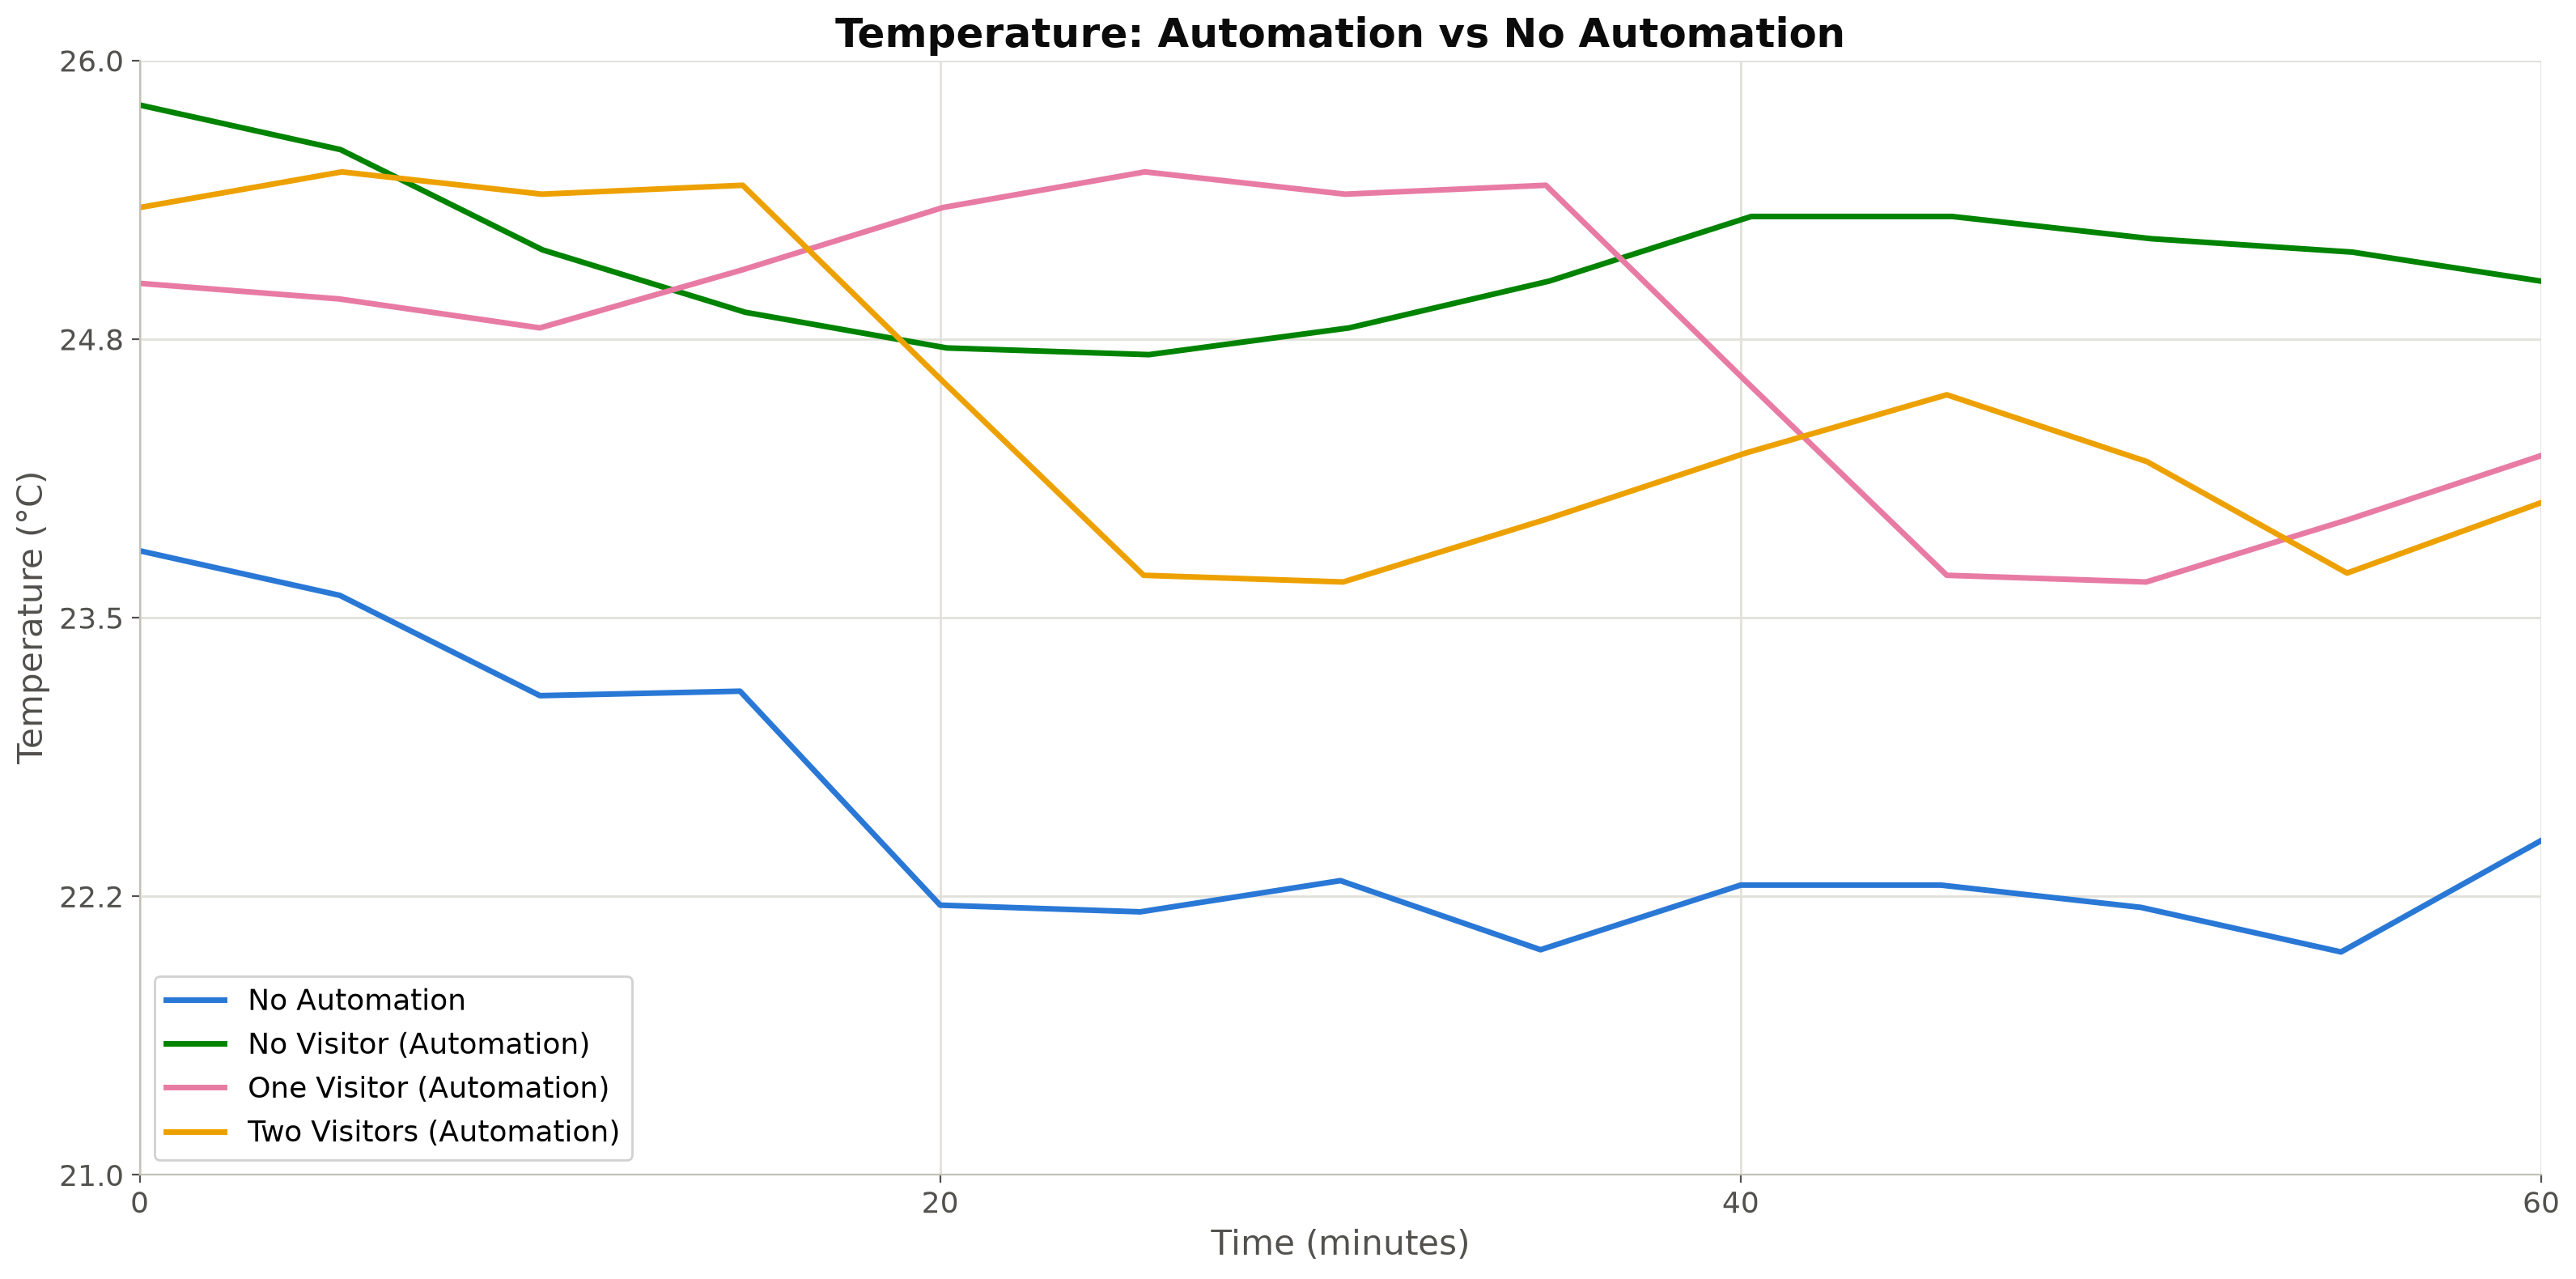 Temperature: Automation vs No Automation
26.0
24.8
23.5
22.2
21.0
Temperature (°C)
No Automation
No Visitor (Automation)
One Visitor (Automation)
Two Visitors (Automation)
0 20 40 60
Time (minutes)